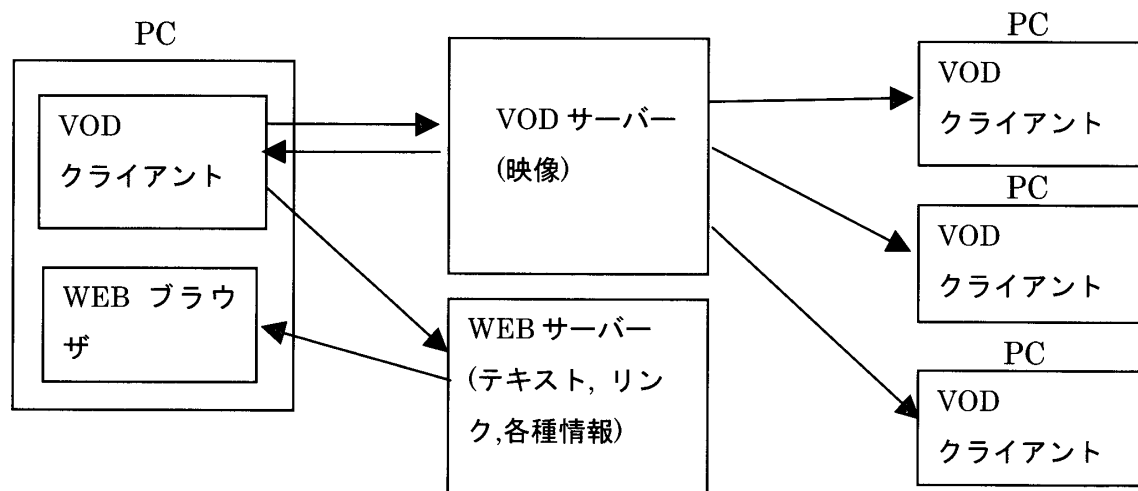 PC
VOD
クライアント
WEB ブラウ
ザ
VOD サーバー
(映像)
WEB サーバー
(テキスト, リン
ク,各種情報)
PC
VOD
クライアント
PC
VOD
クライアント
PC
VOD
クライアント